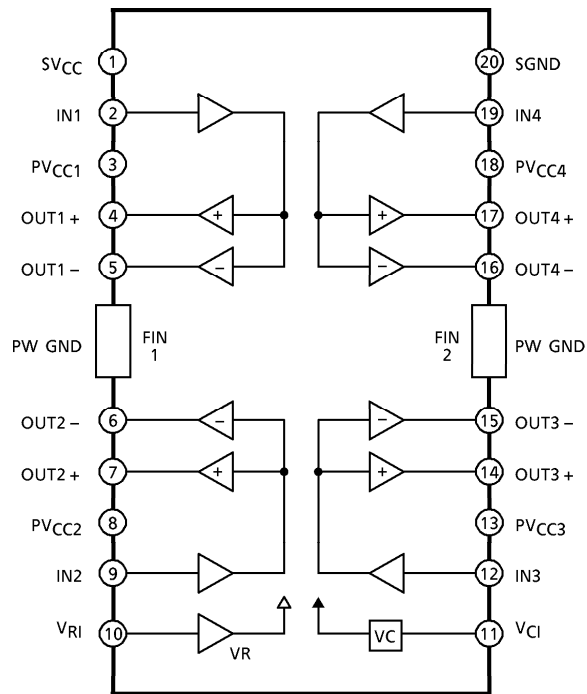 SVCC 1 20 SGND
IN1 2 19 IN4
PVCC1 3 18 PVCC4
OUT1 + 4 + + 17 OUT4 +
OUT1 − 5 − − 16 OUT4 −
PW GND FIN 1 FIN 2 PW GND
OUT2 − 6 − − 15 OUT3 −
OUT2 + 7 + + 14 OUT3 +
PVCC2 8 13 PVCC3
IN2 9 12 IN3
VRI 10 VR VC 11 VCI